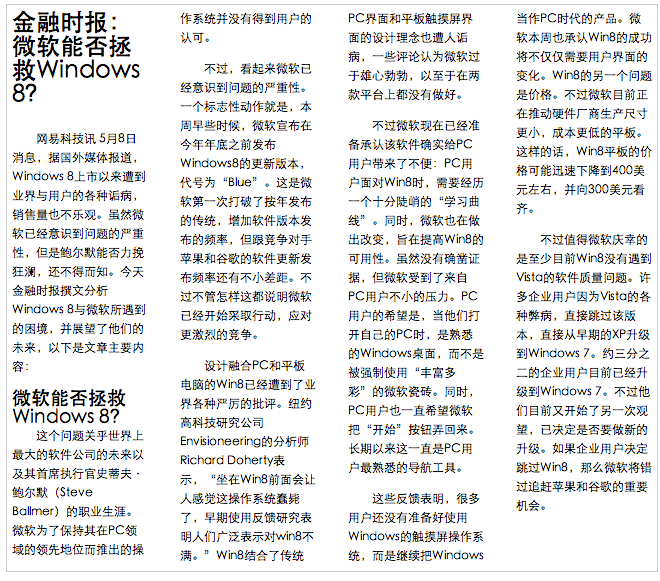 金融时报：
微软能否拯
救Windows
8?
网易科技讯 5月8日
消息，据国外媒体报道，
Windows 8上市以来遭到
业界与用户的各种诟病，
销售量也不乐观。虽然微
软已经意识到问题的严重
性，但是鲍尔默能否力挽
狂澜，还不得而知。今天
金融时报撰文分析
Windows 8与微软所遇到
的困境，并展望了他们的
未来，以下是文章主要内
容：
微软能否拯救
Windows 8?
这个问题关乎世界上
最大的软件公司的未来以
及其首席执行官史蒂夫·
鲍尔默（Steve
Ballmer）的职业生涯。
微软为了保持其在PC领
域的领先地位而推出的操
作系统并没有得到用户的
认可。
不过，看起来微软已
经意识到问题的严重性。
一个标志性动作就是，本
周早些时候，微软宣布在
今年年底之前发布
Windows8的更新版本，
代号为“Blue”。这是微
软第一次打破了按年发布
的传统，增加软件版本发
布的频率，但跟竞争对手
苹果和谷歌的软件更新发
布频率还有不小差距。不
过不管怎样这都说明微软
已经开始采取行动，应对
更激烈的竞争。
设计融合PC和平板
电脑的Win8已经遭到了业
界各种严厉的批评。纽约
高科技研究公司
Envisioneering的分析师
Richard Doherty表
示，“坐在Win8前面会让
人感觉这操作系统蠢毙
了，早期使用反馈研究表
明人们广泛表示对win8不
满。”Win8结合了传统
PC界面和平板触摸屏界
面的设计理念也遭人诟
病，一些评论认为微软过
于雄心勃勃，以至于在两
款平台上都没有做好。
不过微软现在已经准
备承认该软件确实给PC
用户带来了不便：PC用
户面对Win8时，需要经历
一个十分陡峭的“学习曲
线”。同时，微软也在做
出改变，旨在提高Win8的
可用性。虽然没有确凿证
据，但微软受到了来自
PC用户不小的压力。PC
用户的希望是，当他们打
开自己的PC时，是熟悉
的Windows桌面，而不是
被强制使用“丰富多
彩”的微软瓷砖。同时，
PC用户也一直希望微软
把“开始”按钮弄回来。
长期以来这一直是PC用
户最熟悉的导航工具。
这些反馈表明，很多
用户还没有准备好使用
Windows的触摸屏操作系
统，而是继续把Windows
当作PC时代的产品。微
软本周也承认Win8的成功
将不仅仅需要用户界面的
变化。Win8的另一个问题
是价格。不过微软目前正
在推动硬件厂商生产尺寸
更小，成本更低的平板。
这样的话，Win8平板的价
格可能迅速下降到400美
元左右，并向300美元看
齐。
不过值得微软庆幸的
是至少目前Win8没有遇到
Vista的软件质量问题。许
多企业用户因为Vista的各
种弊病，直接跳过该版
本，直接从早期的XP升级
到Windows 7。约三分之
二的企业用户目前已经升
级到Windows 7。不过他
们目前又开始了另一次观
望，已决定是否要做新的
升级。如果企业用户决定
跳过Win8，那么微软将错
过追赶苹果和谷歌的重要
机会。